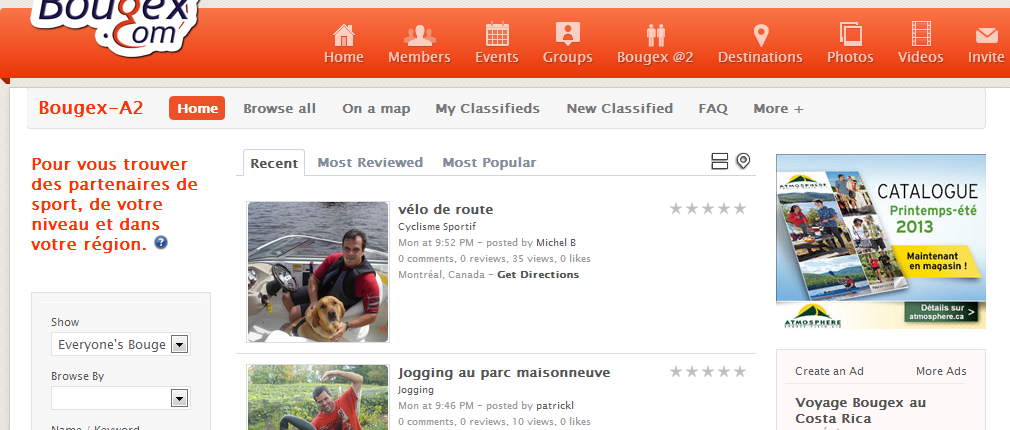 Bougex
.Com
Home Members Events Groups Bougex @2 Destinations Photos Videos Invite
Bougex-A2 Home Browse all On a map My Classifieds New Classified FAQ More +
Pour vous trouver
des partenaires de
sport, de votre
niveau et dans
votre région. ?
Show
Everyone's Bouge
Browse By
Name / Keyword
Recent Most Reviewed Most Popular
vélo de route
Cyclisme Sportif
Mon at 9:52 PM - posted by Michel B
0 comments, 0 reviews, 35 views, 0 likes
Montréal, Canada - Get Directions
Jogging au parc maisonneuve
Jogging
Mon at 9:46 PM - posted by patrickl
0 comments, 0 reviews, 10 views, 0 likes
ATMOSPHERE
CATALOGUE
Printemps-été
2013
Maintenant
en magasin !
ATMOSPHERE
Détails sur
atmosphere.ca >
Create an Ad More Ads
Voyage Bougex au
Costa Rica